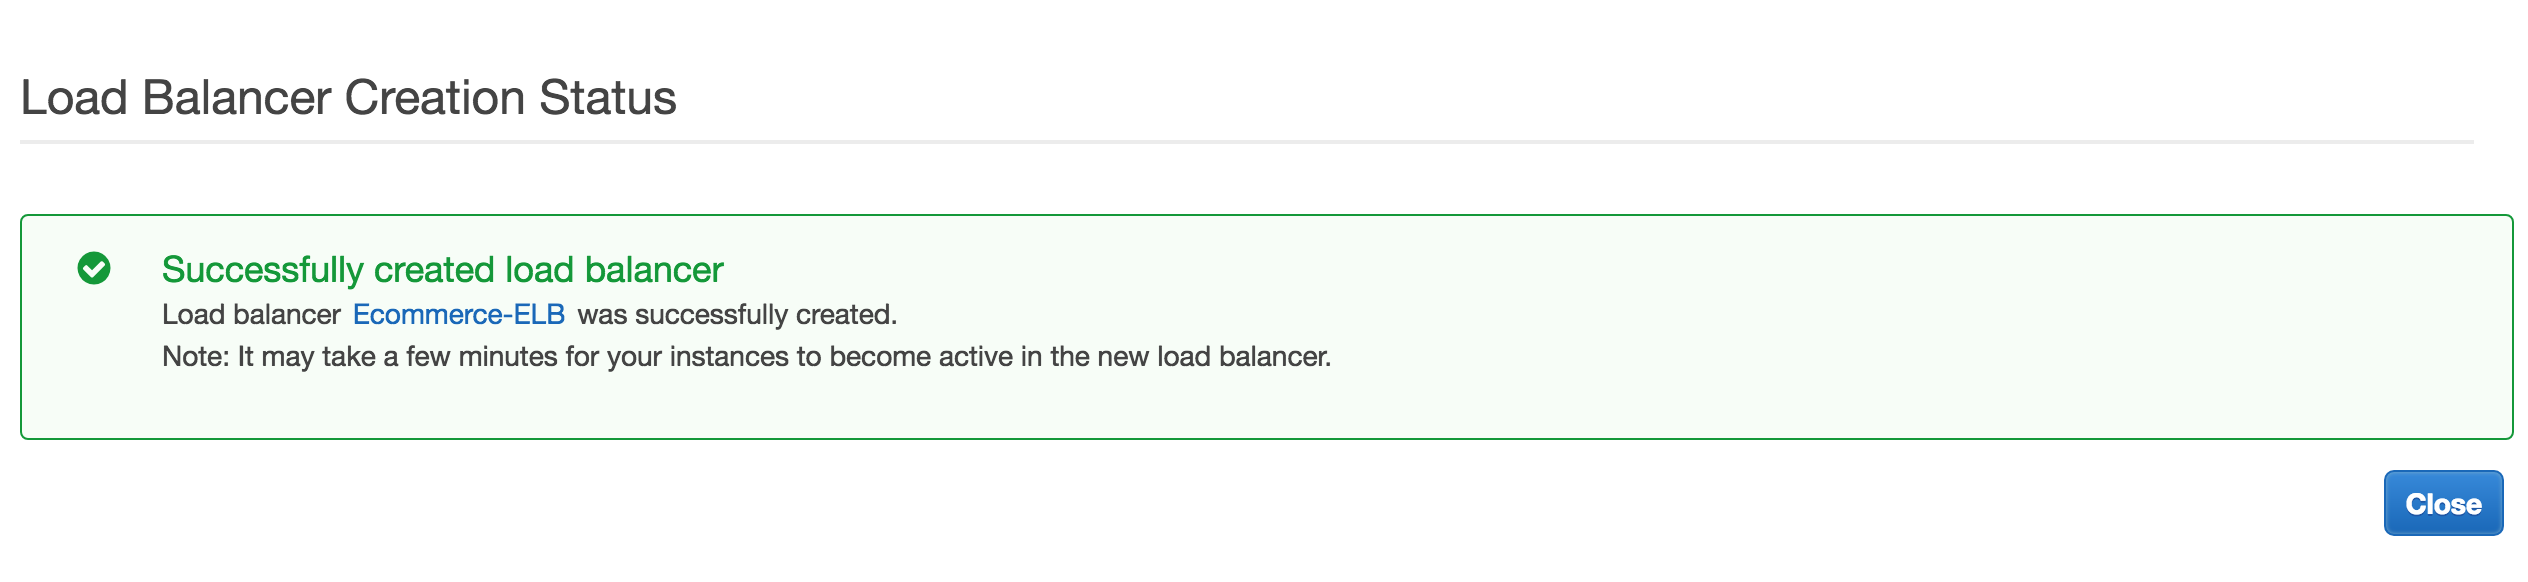 Load Balancer Creation Status
Successfully created load balancer
Load balancer Ecommerce-ELB was successfully created.
Note: It may take a few minutes for your instances to become active in the new load balancer.
Close